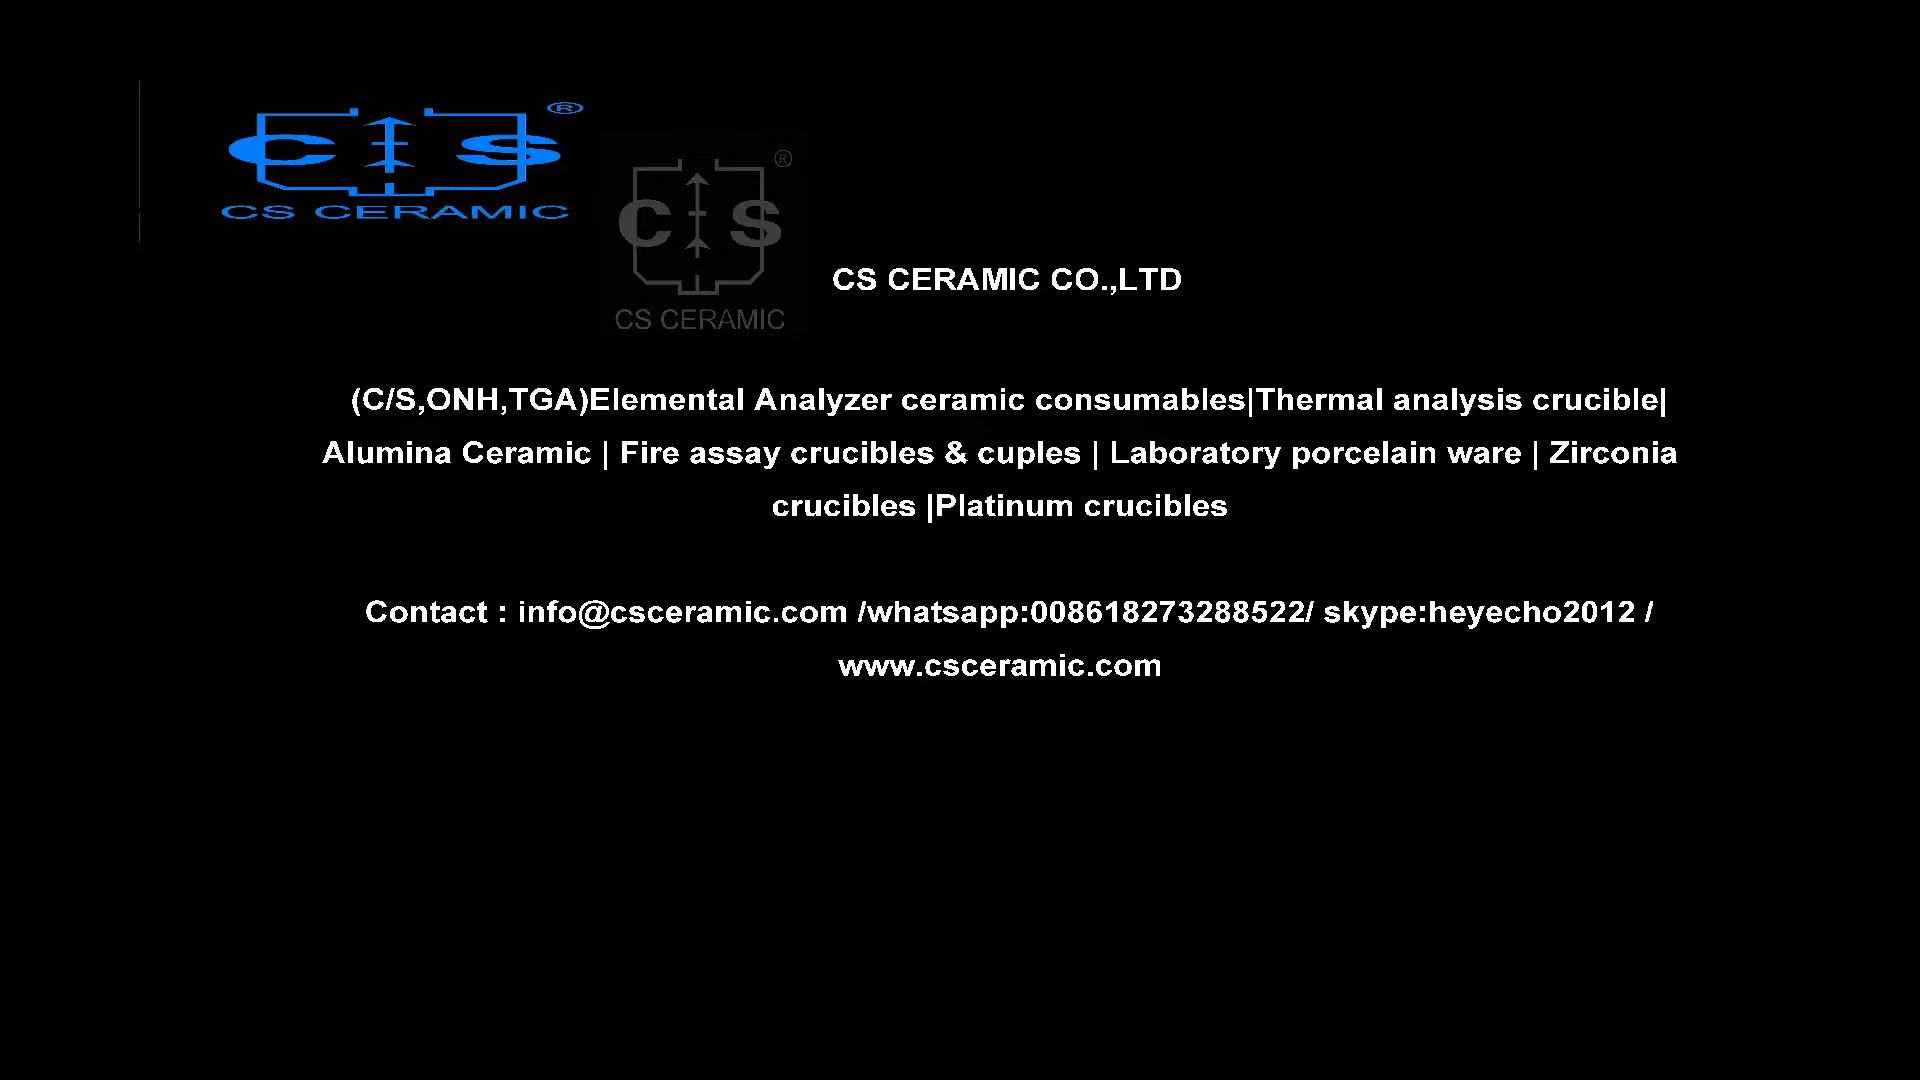 C S ®
CS CERAMIC
C S ®
CS CERAMIC
CS CERAMIC CO.,LTD
(C/S,ONH,TGA)Elemental Analyzer ceramic consumables|Thermal analysis crucible|
Alumina Ceramic | Fire assay crucibles & cuples | Laboratory porcelain ware | Zirconia
crucibles |Platinum crucibles
Contact : info@csceramic.com /whatsapp:008618273288522/ skype:heyecho2012 /
www.csceramic.com